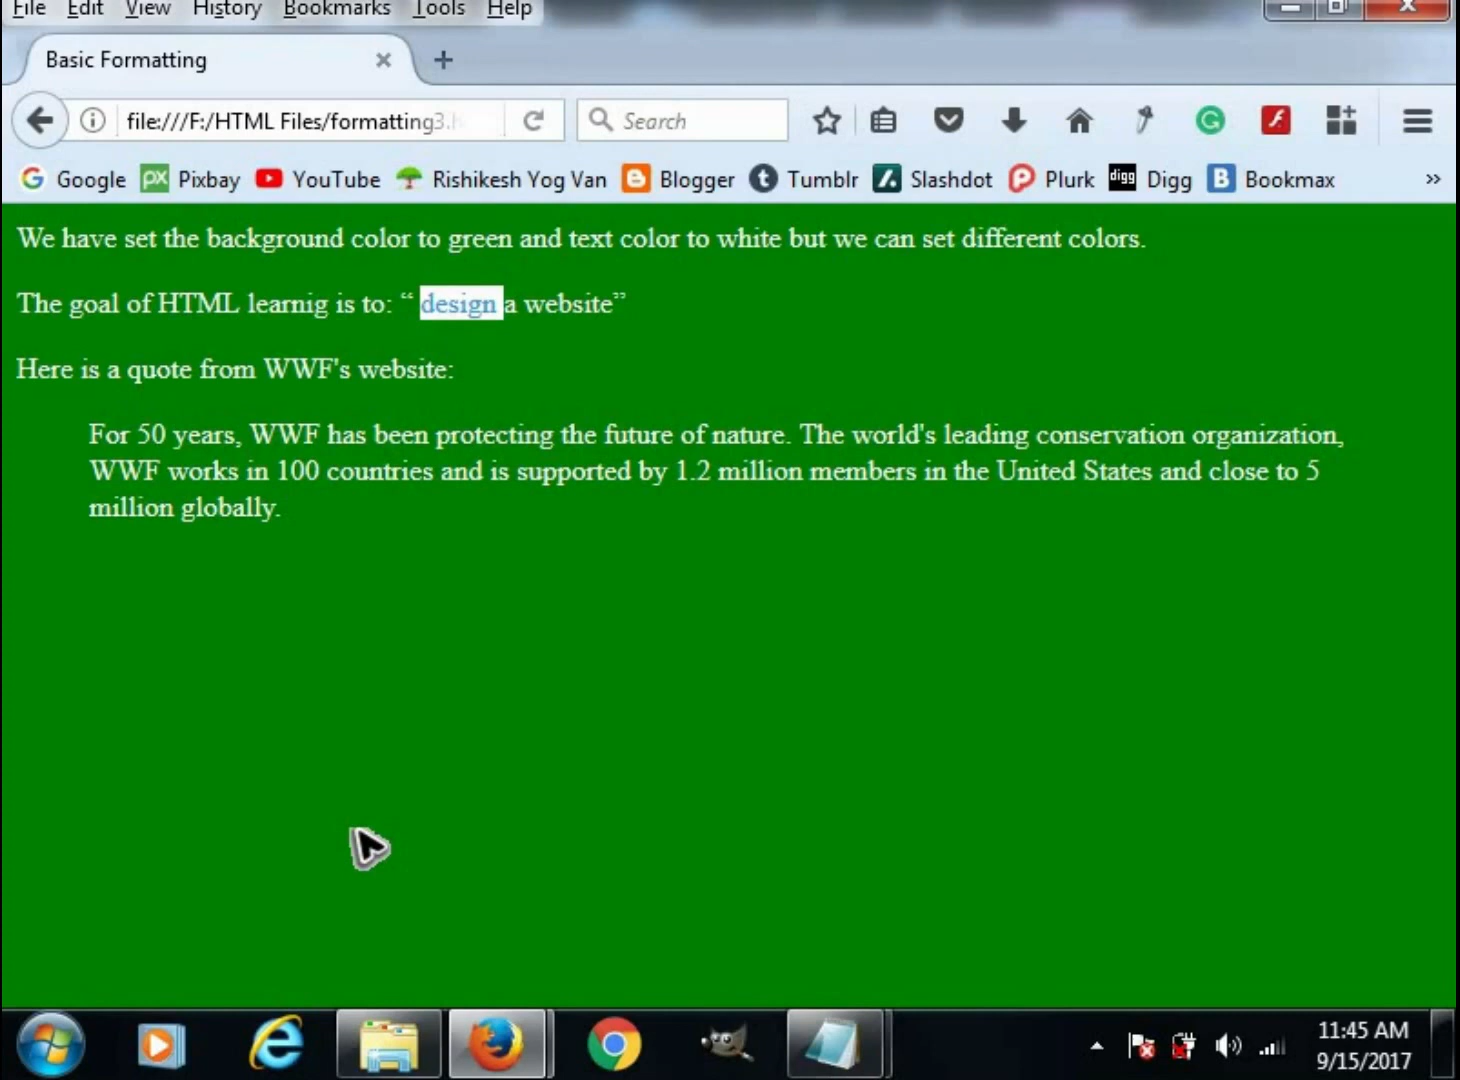 File Edit View History Bookmarks Tools Help
Basic Formatting
file:///F:/HTML Files/formatting3.h
Search
Google Pixbay YouTube Rishikesh Yog Van Blogger Tumblr Slashdot Plurk Digg Bookmax
We have set the background color to green and text color to white but we can set different colors.
The goal of HTML learnig is to: “ design a website”
Here is a quote from WWF's website:
For 50 years, WWF has been protecting the future of nature. The world's leading conservation organization,
WWF works in 100 countries and is supported by 1.2 million members in the United States and close to 5
million globally.
11:45 AM
9/15/2017